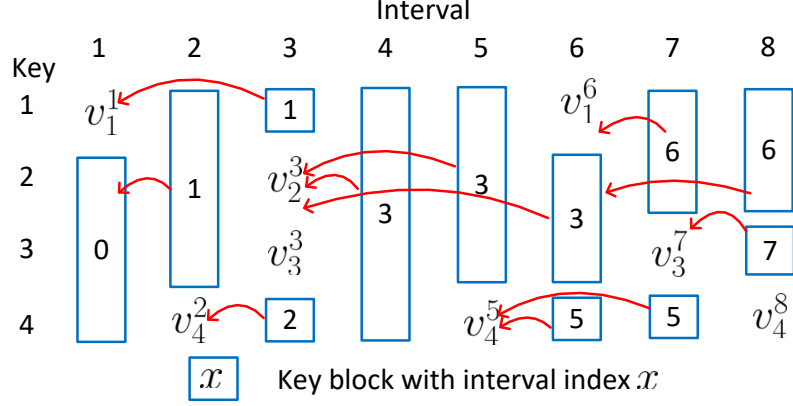 Interval
1 2 3 4 5 6 7 8
Key
1 v_1^1 1 v_1^6
6 6
2 v_2^3
1 3
3 3
0
3 v_3^3 v_3^7 7
4 v_4^2 2 v_4^5 5 5 v_4^8
x Key block with interval index x